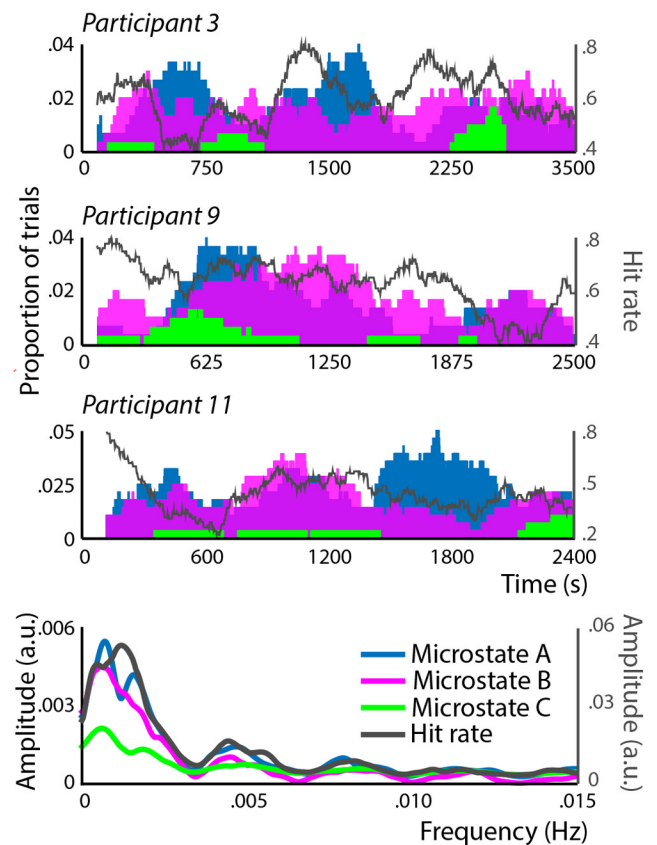 Participant 3
.04
.02
0
.8
.6
.4
0 750 1500 2250 3500
Participant 9
.04
.02
0
.8
.6
.4
0 625 1250 1875 2500
Participant 11
.05
.025
0
.8
.5
.2
0 600 1200 1800 2400
Proportion of trials
Hit rate
Time (s)
.006
.003
0
Amplitude (a.u.)
Microstate A
Microstate B
Microstate C
Hit rate
.06
.03
0
Amplitude (a.u.)
0 .005 .010 .015
Frequency (Hz)